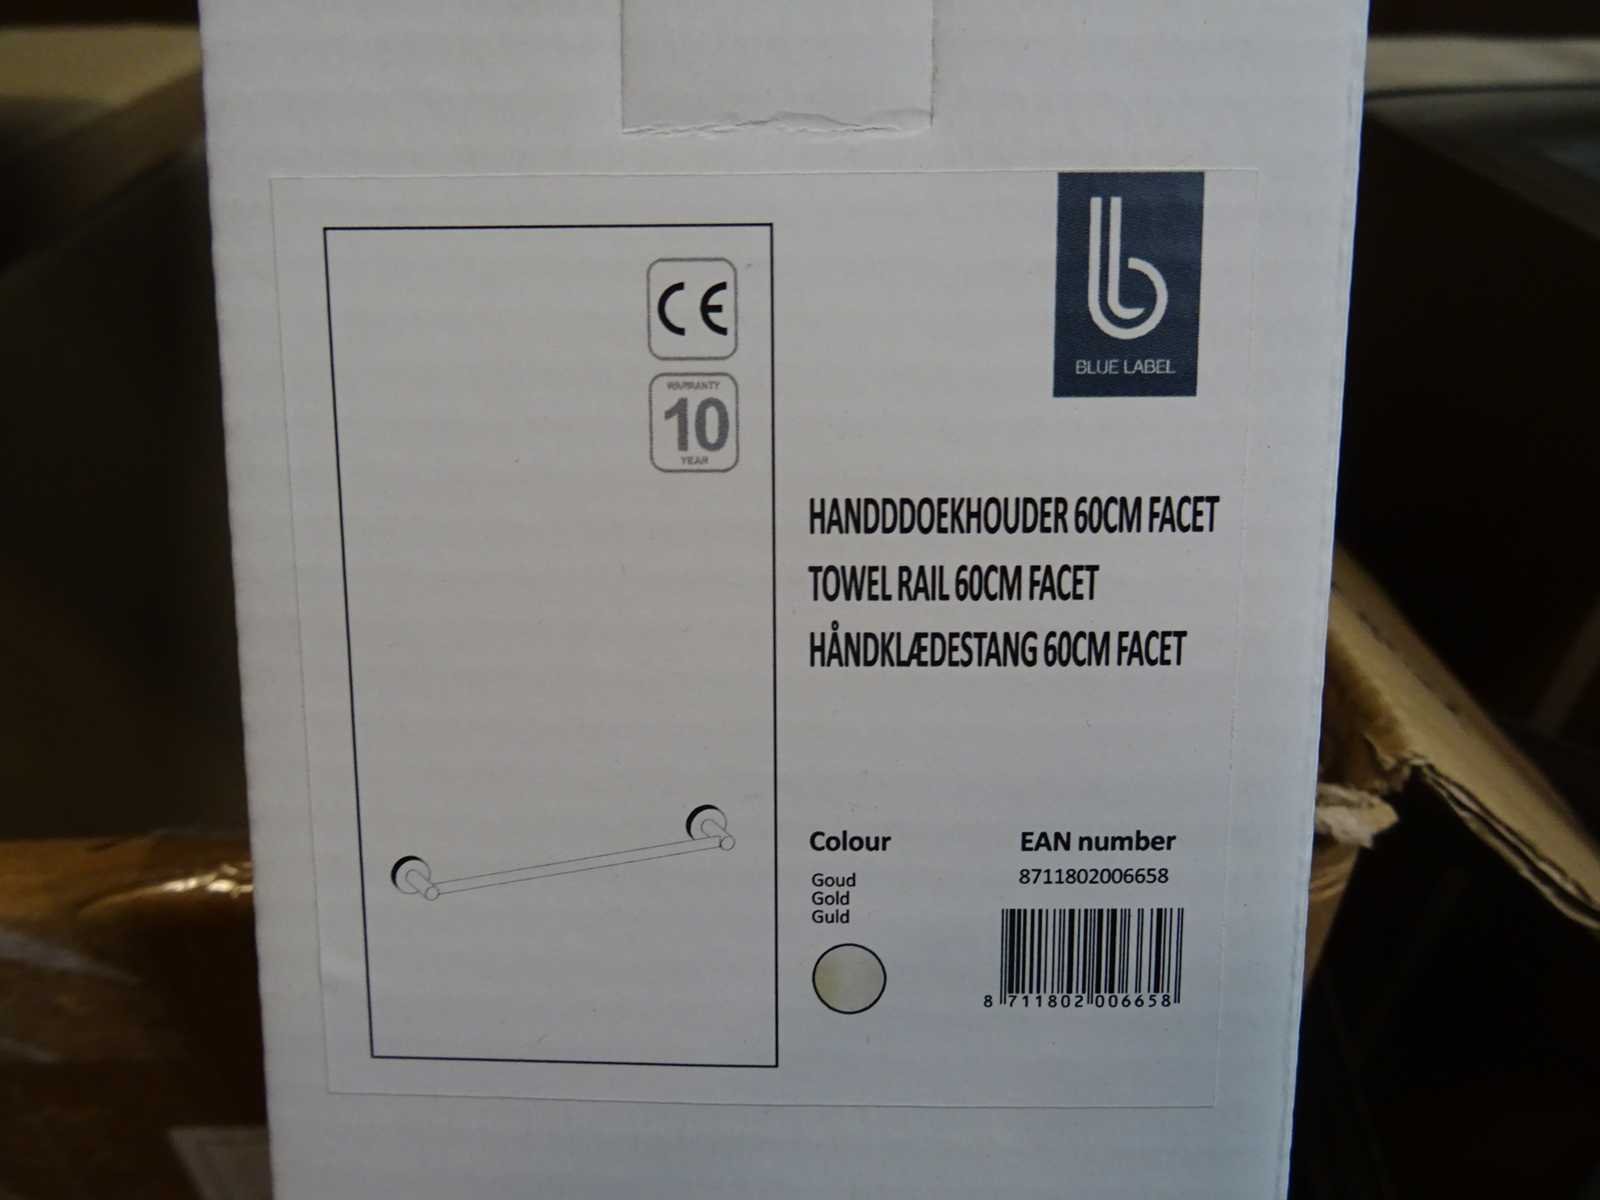 CE
WARRANTY
10
YEAR
b
BLUE LABEL
HANDDDOEKHOUDER 60CM FACET
TOWEL RAIL 60CM FACET
HÅNDKLÆDESTANG 60CM FACET
Colour
Goud
Gold
Guld
EAN number
8711802006658
8 711802 006658